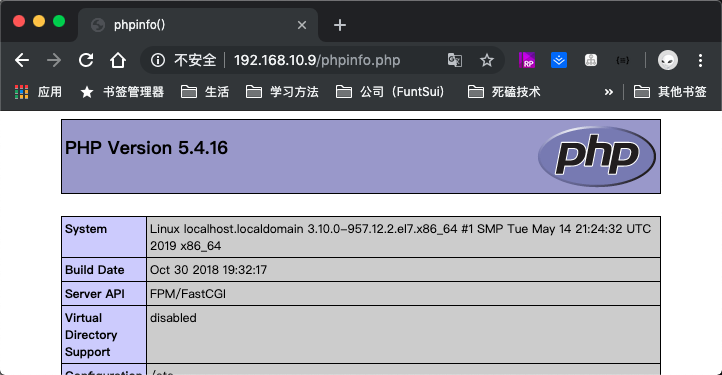 phpinfo()
不安全 192.168.10.9/phpinfo.php
RP
应用 书签管理器 生活 学习方法 公司（FuntSui） 死磕技术 » 其他书签
PHP Version 5.4.16
php
System Linux localhost.localdomain 3.10.0-957.12.2.el7.x86_64 #1 SMP Tue May 14 21:24:32 UTC
2019 x86_64
Build Date Oct 30 2018 19:32:17
Server API FPM/FastCGI
Virtual disabled
Directory
Support
Configuration /etc